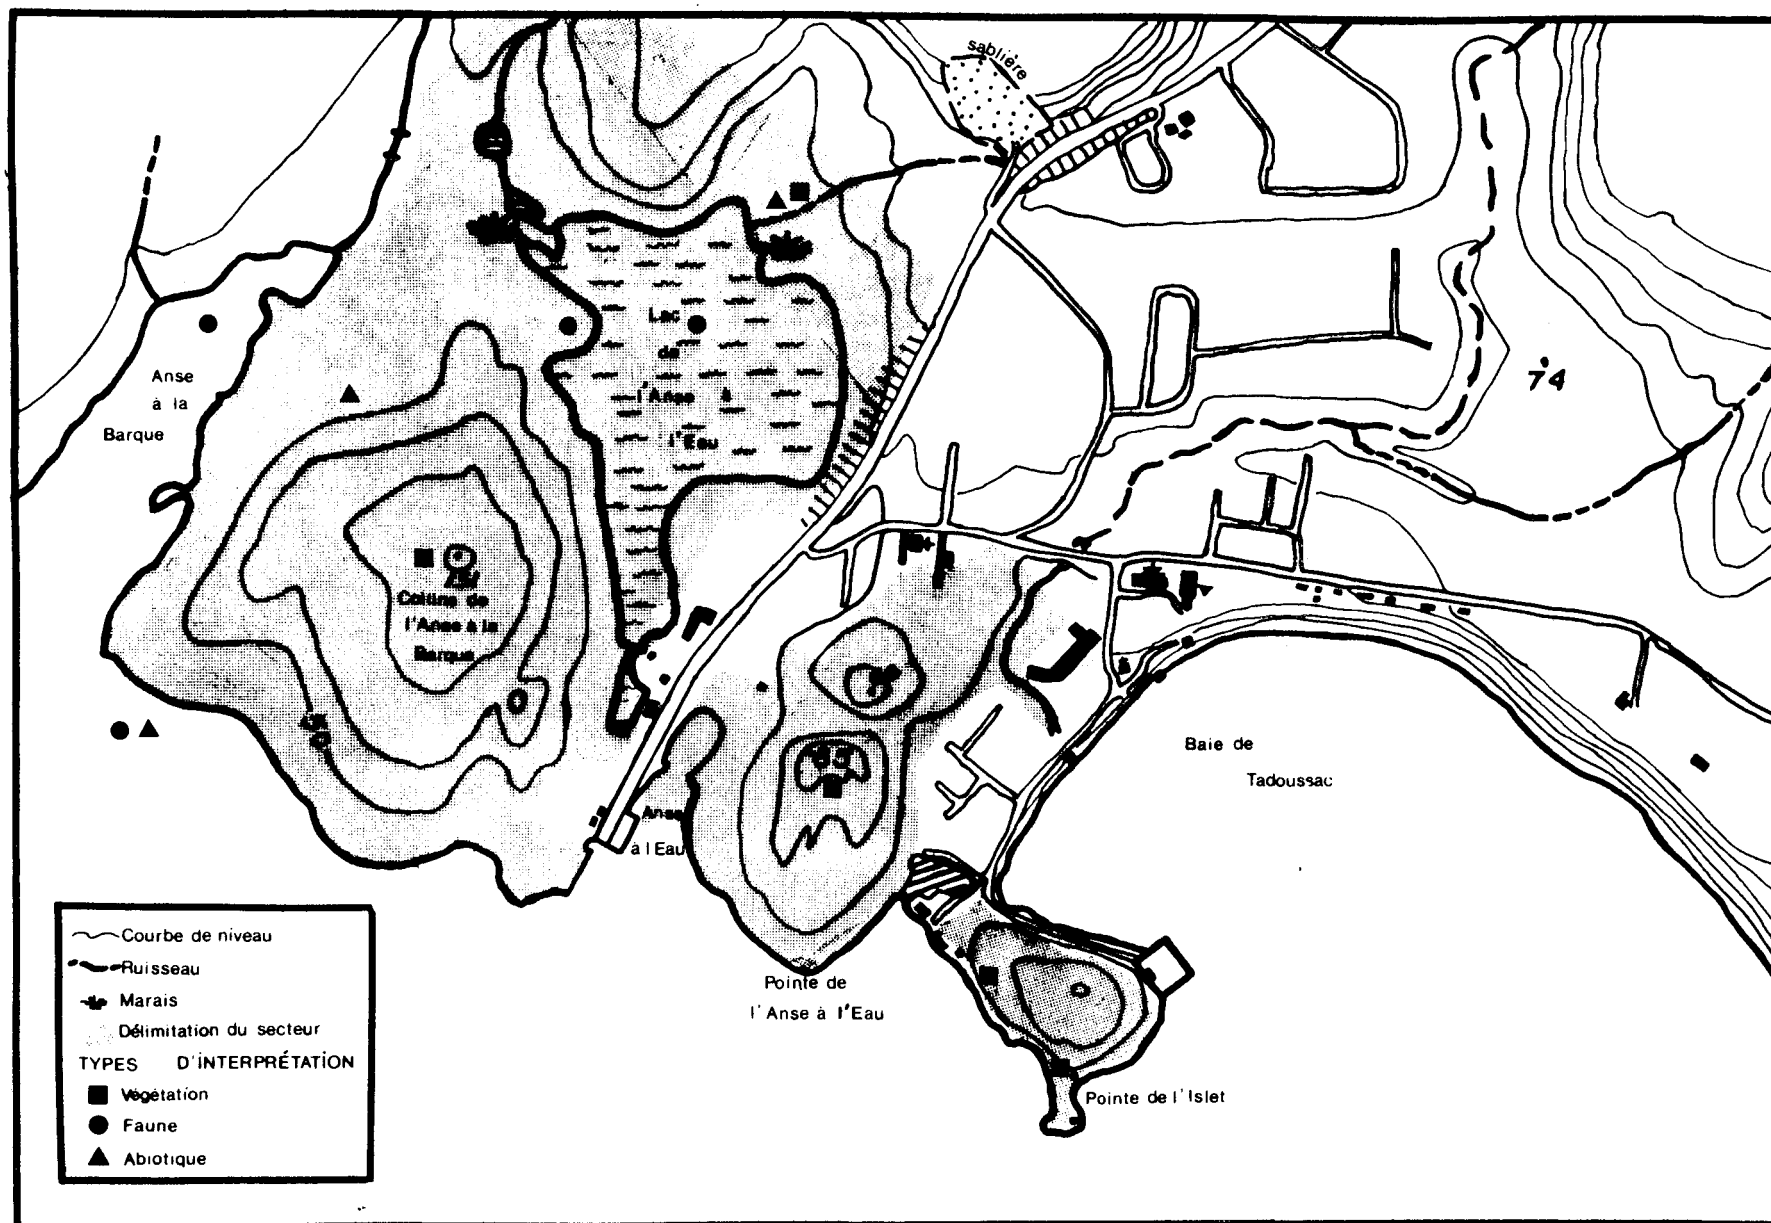 sablière
Lac
de
l'Anse à
l'Eau
74
Anse
à la
Barque
Colline de
l'Anse à la
Barque
85
Baie de
Tadoussac
Anse
à l'Eau
Pointe de
l'Anse à l'Eau
Pointe de l'Islet
Courbe de niveau
Ruisseau
Marais
Délimitation du secteur
TYPES D'INTERPRÉTATION
Végétation
Faune
Abiotique